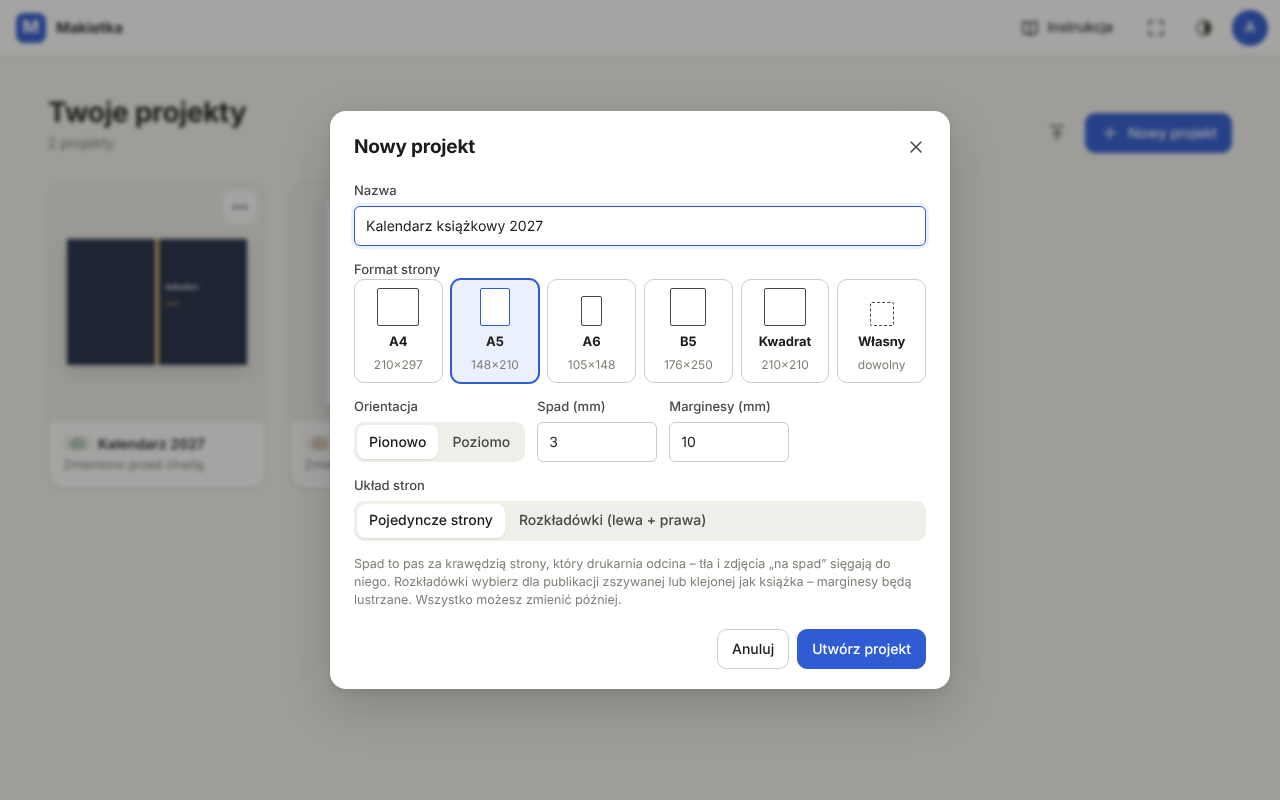 M Makietka
Instrukcja
A
Twoje projekty
2 projekty
Nowy projekt
Nowy projekt
Nazwa
Kalendarz książkowy 2027
Format strony
A4 A5 A6 B5 Kwadrat Własny
210×297 148×210 105×148 176×250 210×210 dowolny
Orientacja Spad (mm) Marginesy (mm)
Pionowo Poziomo 3 10
Układ stron
Pojedyncze strony Rozkładówki (lewa + prawa)
Spad to pas za krawędzią strony, który drukarnia odcina – tła i zdjęcia „na spad” sięgają do
niego. Rozkładówki wybierz dla publikacji zszywanej lub klejonej jak książka – marginesy będą
lustrzane. Wszystko możesz zmienić później.
Anuluj Utwórz projekt
Kalendarz 2027
Zmieniono przed chwilą